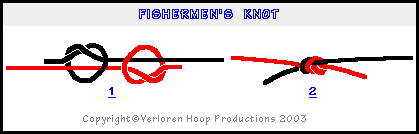 FISHERMEN'S KNOT
1 2
Copyright©Verloren Hoop Productions 2003